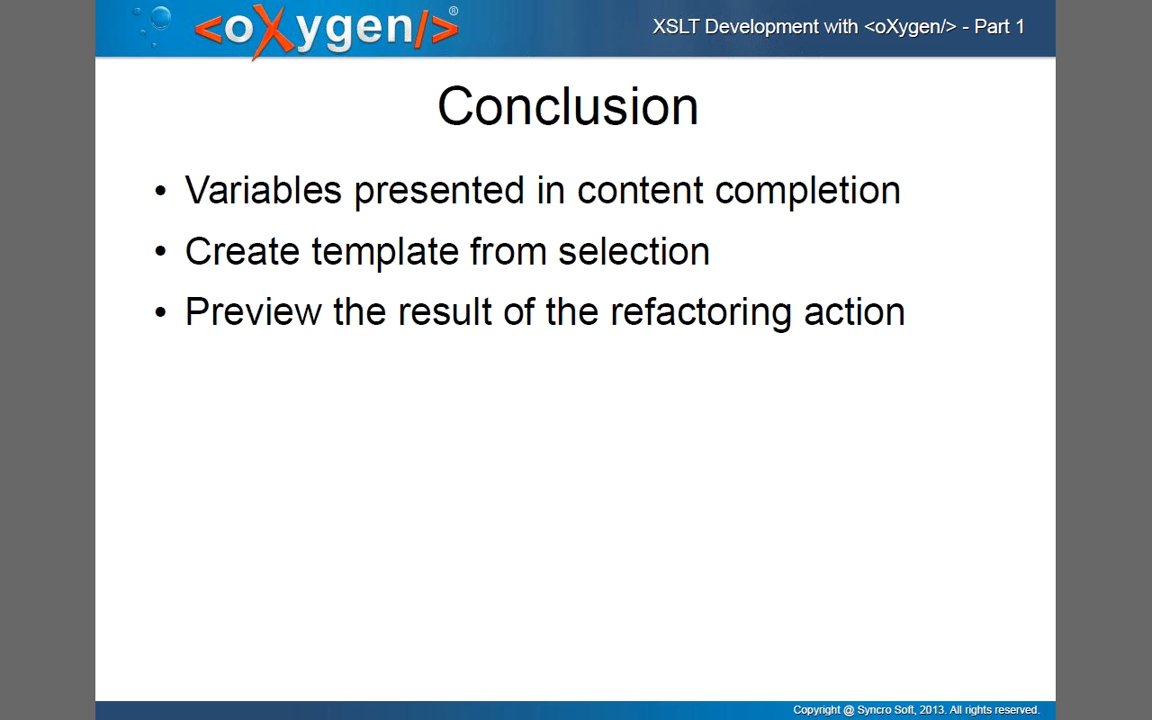 <oXygen/>®
XSLT Development with <oXygen/> - Part 1
Conclusion
• Variables presented in content completion
• Create template from selection
• Preview the result of the refactoring action
Copyright @ Syncro Soft, 2013. All rights reserved.